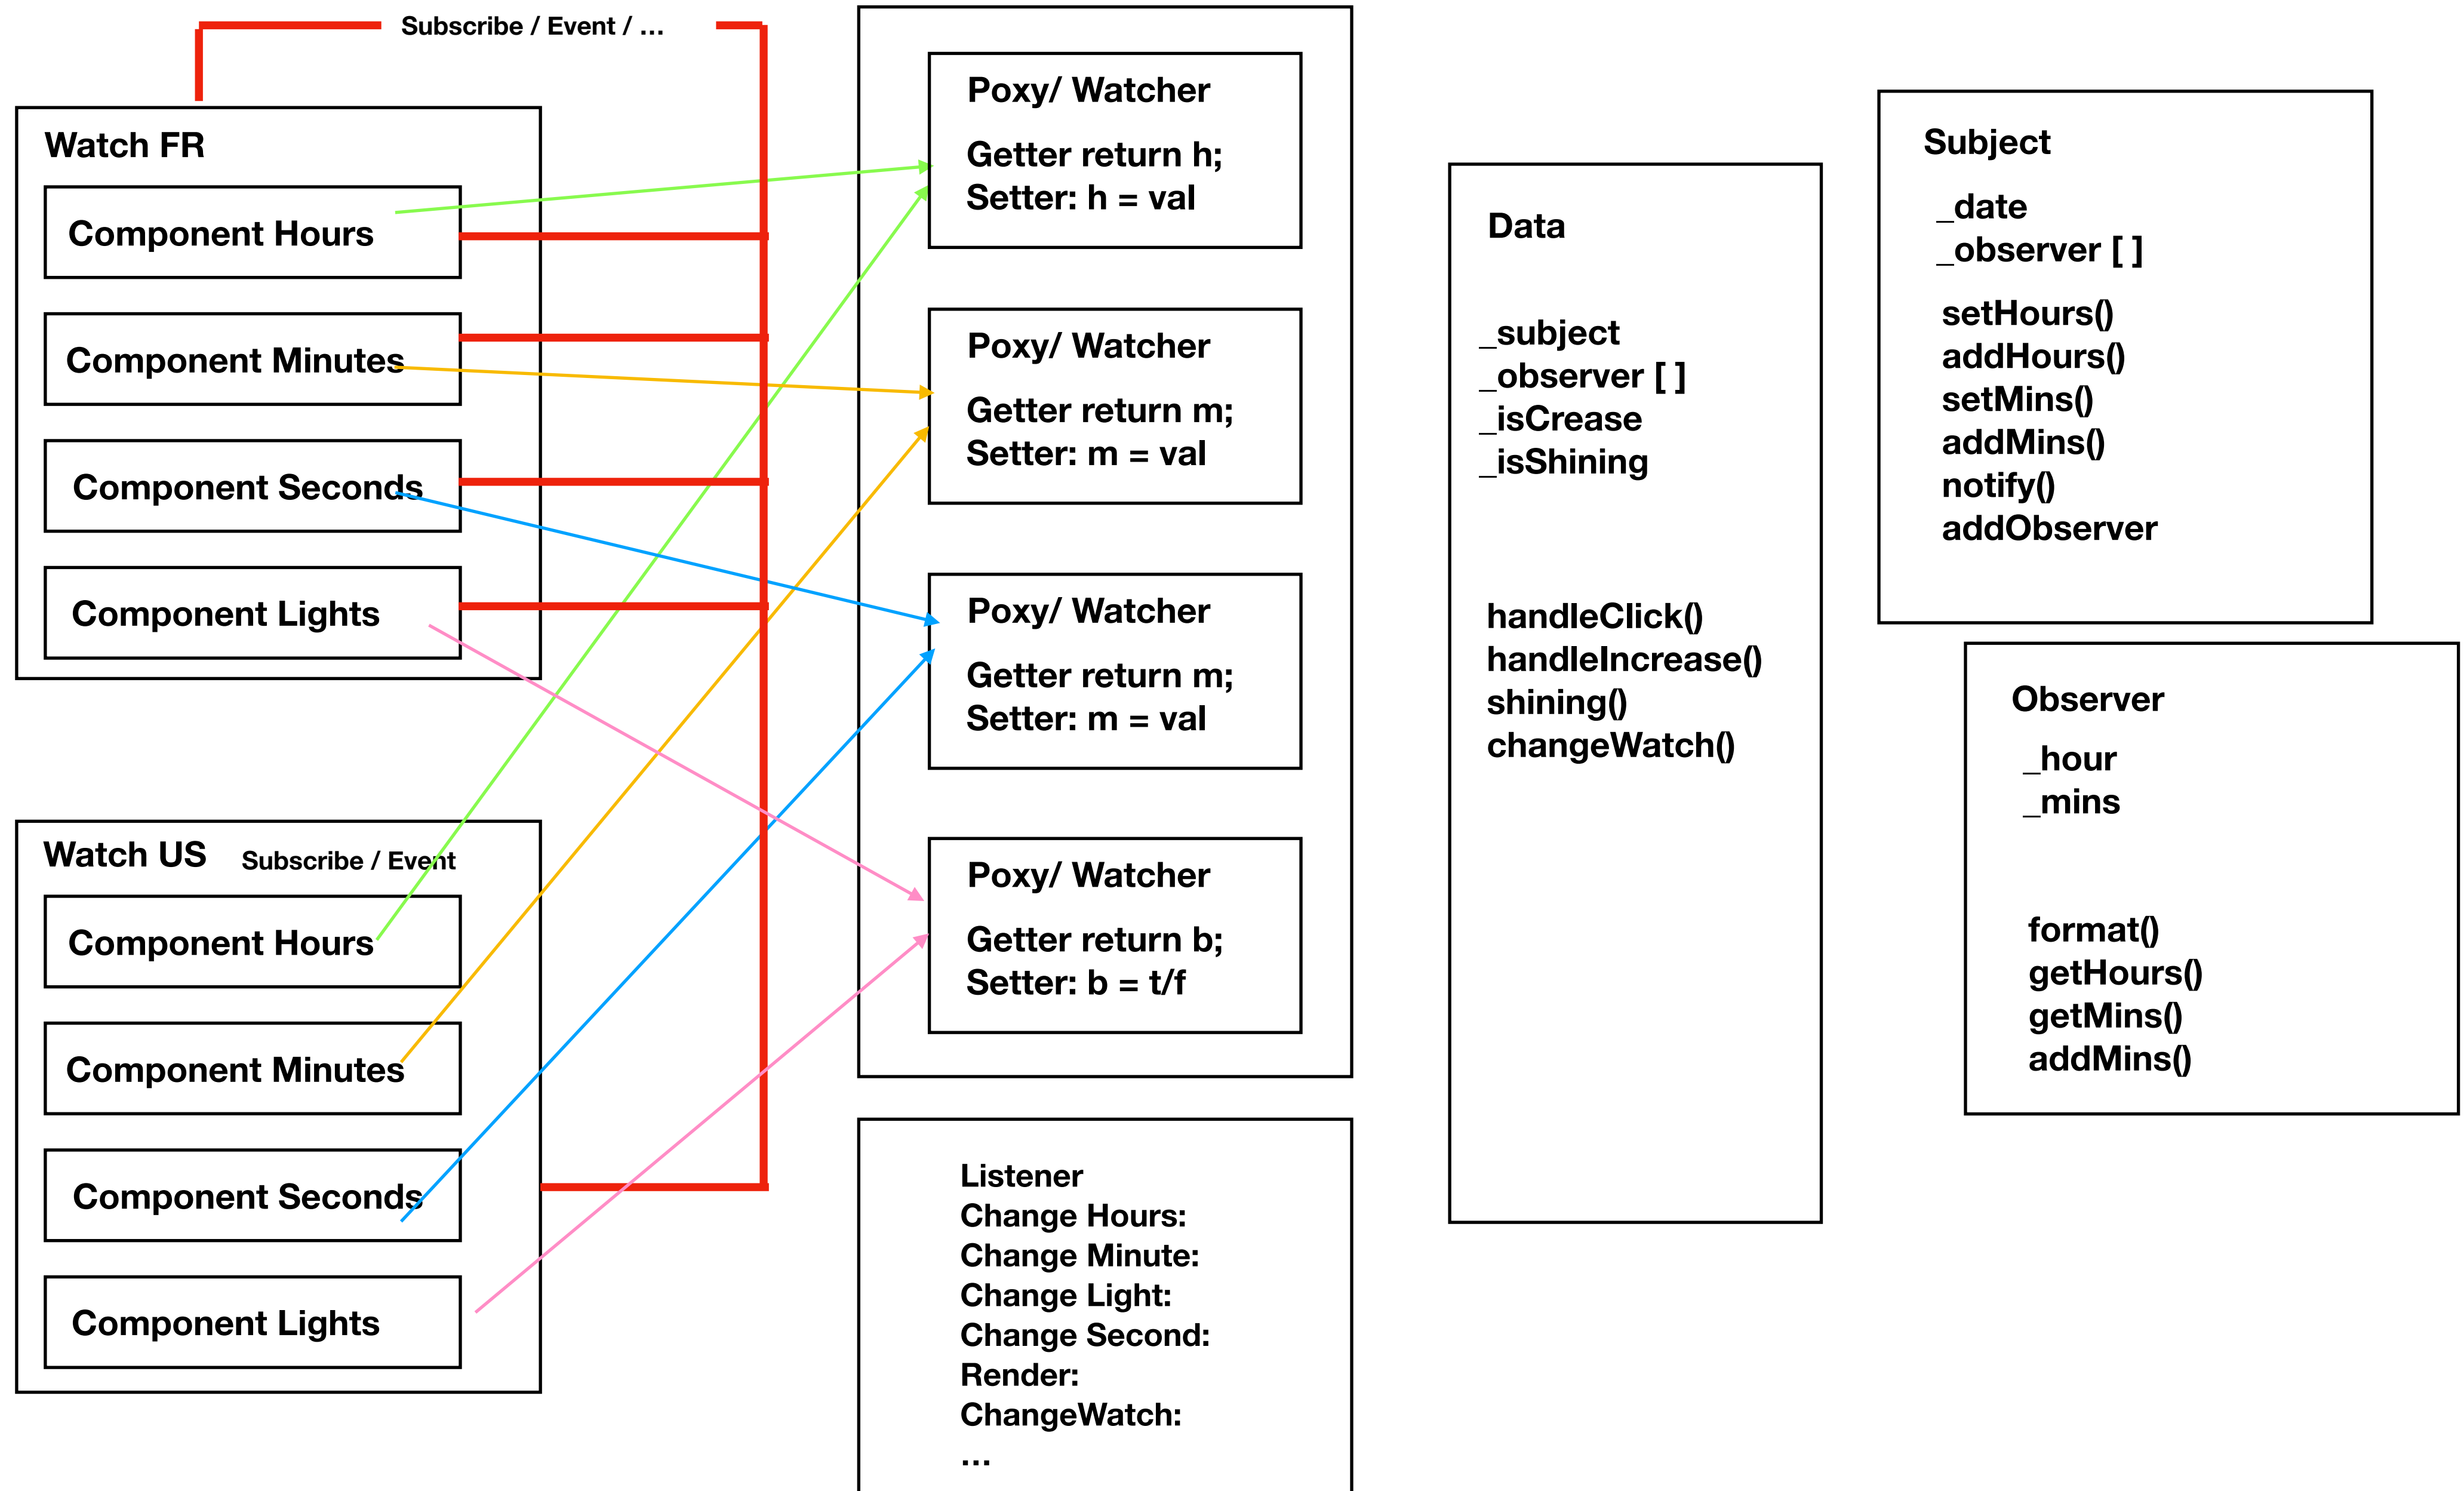 Subscribe / Event / ...
Watch FR
Component Hours
Component Minutes
Component Seconds
Component Lights
Watch US
Subscribe / Event
Component Hours
Component Minutes
Component Seconds
Component Lights
Poxy/ Watcher
Getter return h;
Setter: h = val
Poxy/ Watcher
Getter return m;
Setter: m = val
Poxy/ Watcher
Getter return m;
Setter: m = val
Poxy/ Watcher
Getter return b;
Setter: b = t/f
Listener
Change Hours:
Change Minute:
Change Light:
Change Second:
Render:
ChangeWatch:
...
Data
_subject
_observer [ ]
_isCrease
_isShining
handleClick()
handleIncrease()
shining()
changeWatch()
Subject
_date
_observer [ ]
setHours()
addHours()
setMins()
addMins()
notify()
addObserver
Observer
_hour
_mins
format()
getHours()
getMins()
addMins()